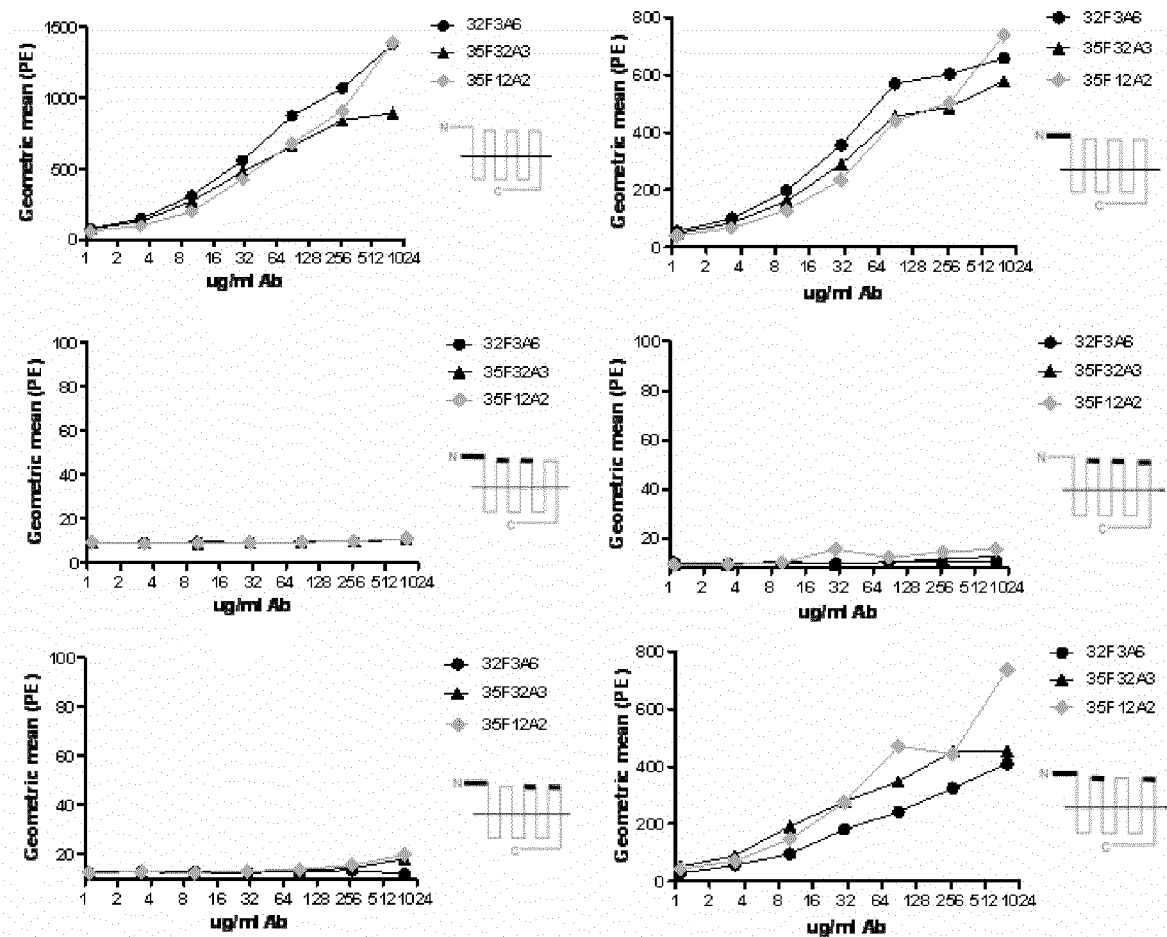 Geometric mean (PE)
1500
1000
500
0
1 2 4 8 16 32 64 128 256 512 1024
ug/ml Ab
32F3A6
35F32A3
35F12A2
N
C
Geometric mean (PE)
800
600
400
200
0
1 2 4 8 16 32 64 128 256 512 1024
ug/ml Ab
32F3A6
35F32A3
35F12A2
N
C
Geometric mean (PE)
100
80
60
40
20
0
1 2 4 8 16 32 64 128 256 512 1024
ug/ml Ab
32F3A6
35F32A3
35F12A2
N
C
Geometric mean (PE)
100
80
60
40
20
1 2 4 8 16 32 64 128 256 512 1024
ug/ml Ab
32F3A6
35F32A3
35F12A2
N
C
Geometric mean (PE)
100
80
60
40
20
1 2 4 8 16 32 64 128 256 512 1024
ug/ml Ab
32F3A6
35F32A3
35F12A2
N
C
Geometric mean (PE)
800
600
400
200
0
1 2 4 8 16 32 64 128 256 512 1024
ug/ml Ab
32F3A6
35F32A3
35F12A2
N
C